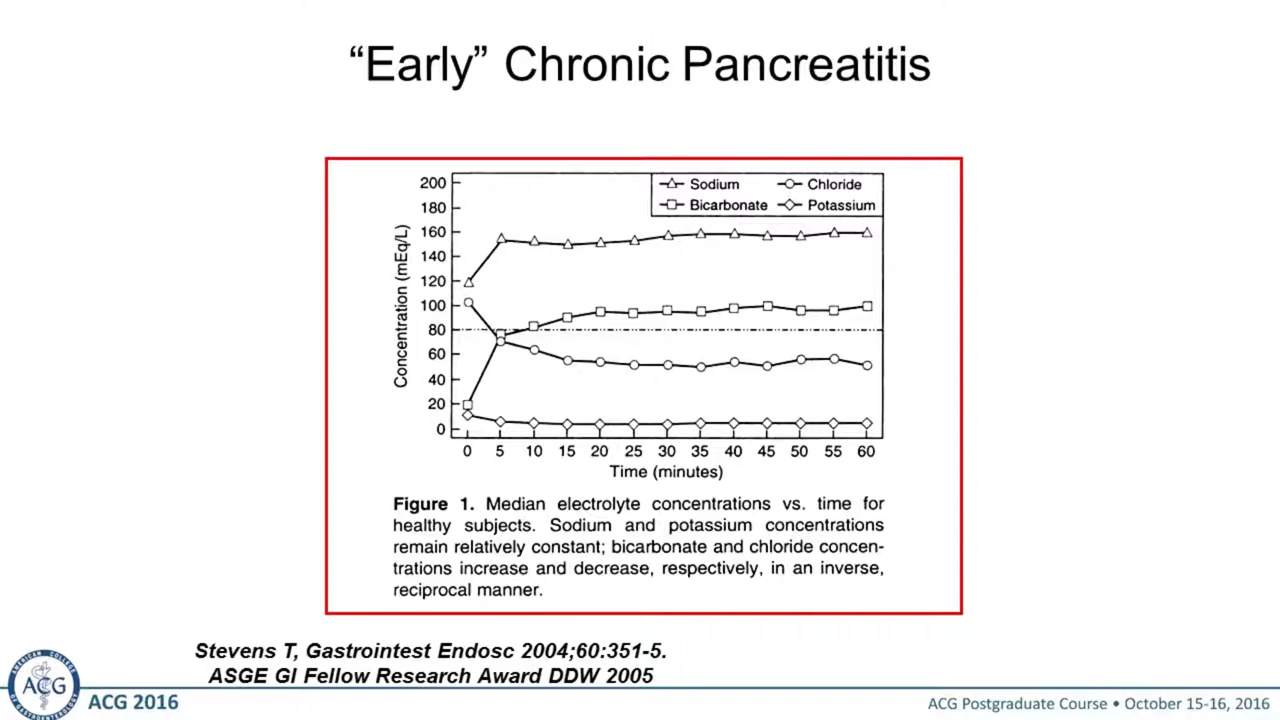 “Early” Chronic Pancreatitis
Sodium
Chloride
Bicarbonate
Potassium
200
180
160
140
120
100
80
60
40
20
0
Concentration (mEq/L)
0 5 10 15 20 25 30 35 40 45 50 55 60
Time (minutes)
Figure 1. Median electrolyte concentrations vs. time for
healthy subjects. Sodium and potassium concentrations
remain relatively constant; bicarbonate and chloride concen-
trations increase and decrease, respectively, in an inverse,
reciprocal manner.
Stevens T, Gastrointest Endosc 2004;60:351-5.
ASGE GI Fellow Research Award DDW 2005
AMERICAN COLLEGE
ACG
OF GASTROENTEROLOGY
ACG 2016
ACG Postgraduate Course • October 15-16, 2016